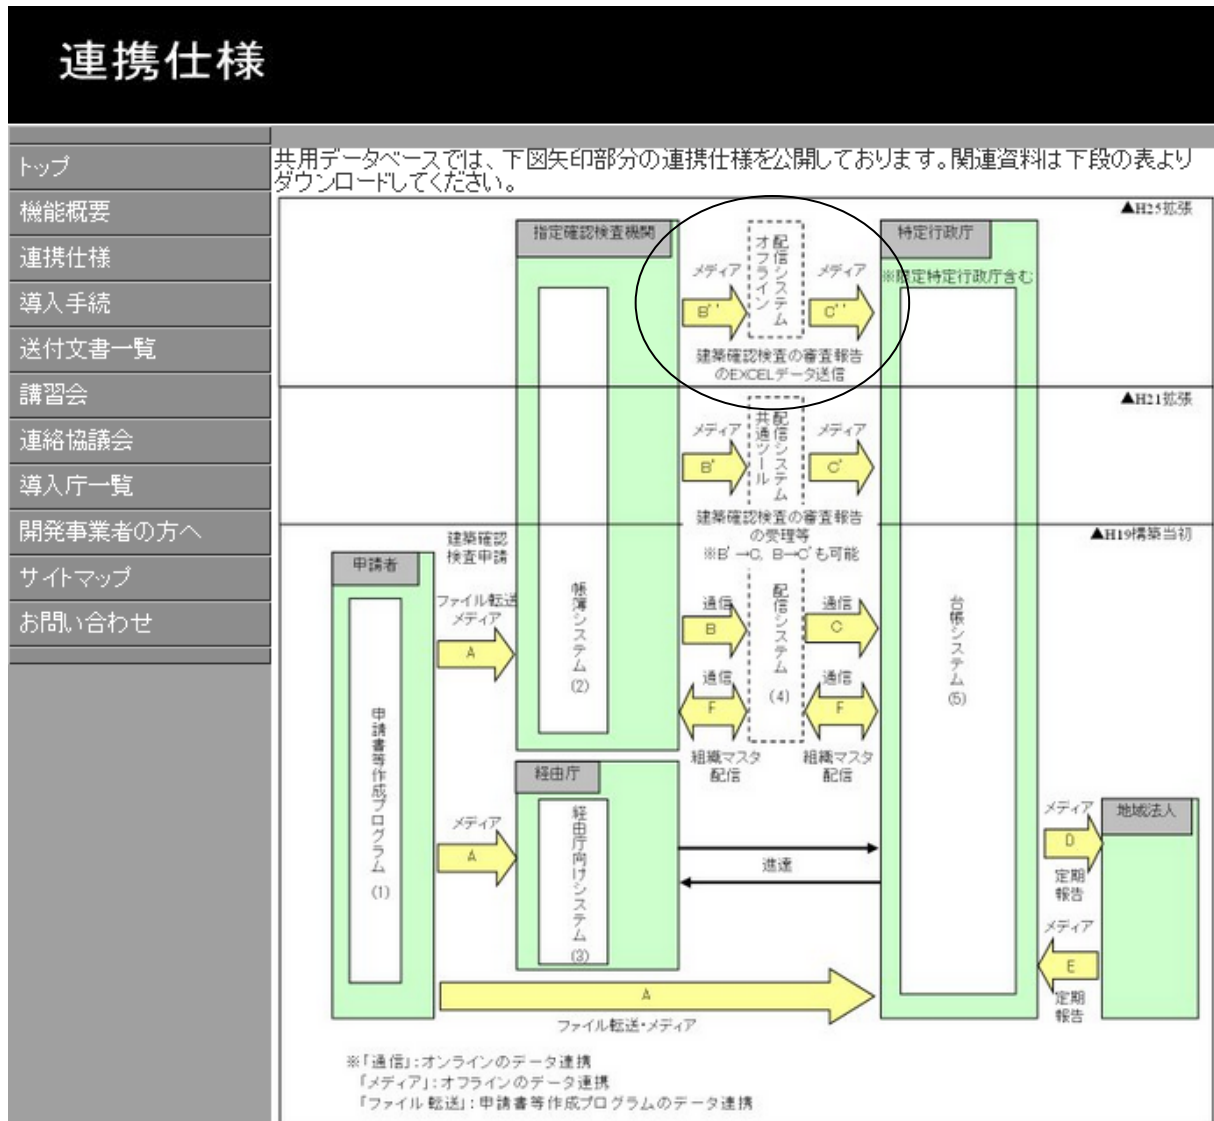 連携仕様
トップ
機能概要
連携仕様
導入手続
送付文書一覧
講習会
連絡協議会
導入庁一覧
開発事業者の方へ
サイトマップ
お問い合わせ
共用データベースでは、下図矢印部分の連携仕様を公開しております。関連資料は下段の表より
ダウンロードしてください。
▲H25拡張
指定確認検査機関
特定行政庁
※限定特定行政庁含む
メディア
B''
配信システム
オフライン
メディア
C''
建築確認検査の審査報告
のEXCELデータ送信
▲H21拡張
メディア
B'
配信システム
共通ツール
メディア
C'
建築確認検査の審査報告
の受理等
※B'→C, B→C'も可能
▲H19構築当初
申請者
建築確認
検査申請
ファイル転送
メディア
A
帳簿システム
(2)
通信
B
配信システム
(4)
通信
C
通信
F
通信
F
組織マスタ
配信
組織マスタ
配信
台帳システム
(5)
申請書等作成プログラム
(1)
経由庁
メディア
A
経由庁向けシステム
(3)
進達
メディア
D
定期
報告
地域法人
メディア
E
定期
報告
A
ファイル転送・メディア
※「通信」:オンラインのデータ連携
「メディア」:オフラインのデータ連携
「ファイル転送」:申請書等作成プログラムのデータ連携